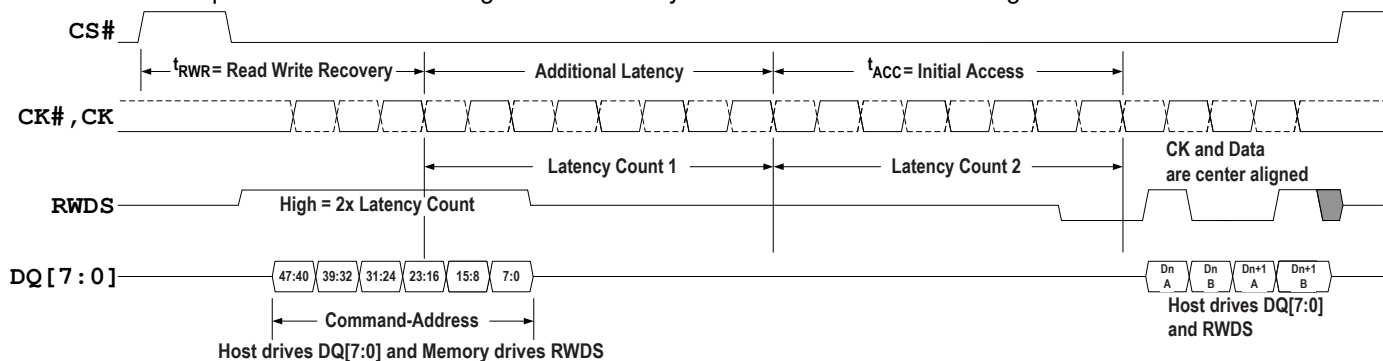 CS#
tRWR= Read Write Recovery
Additional Latency
tACC= Initial Access
CK#,CK
Latency Count 1
Latency Count 2
CK and Data
are center aligned
RWDS
High = 2x Latency Count
DQ[7:0]
47:40 39:32 31:24 23:16 15:8 7:0
Dn A
Dn B
Dn+1 A
Dn+1 B
Command-Address
Host drives DQ[7:0]
and RWDS
Host drives DQ[7:0] and Memory drives RWDS